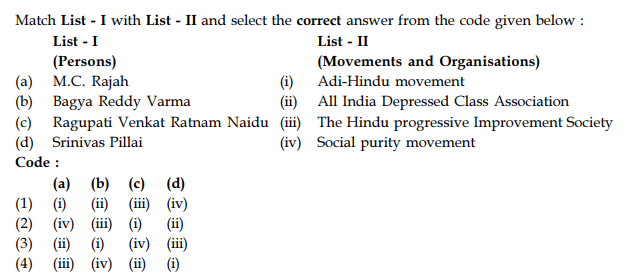 Match List - I with List - II and select the correct answer from the code given below :
List - I List - II
(Persons) (Movements and Organisations)
(a) M.C. Rajah (i) Adi-Hindu movement
(b) Bagya Reddy Varma (ii) All India Depressed Class Association
(c) Ragupati Venkat Ratnam Naidu (iii) The Hindu progressive Improvement Society
(d) Srinivas Pillai (iv) Social purity movement
Code :
(a) (b) (c) (d)
(1) (i) (ii) (iii) (iv)
(2) (iv) (iii) (i) (ii)
(3) (ii) (i) (iv) (iii)
(4) (iii) (iv) (ii) (i)